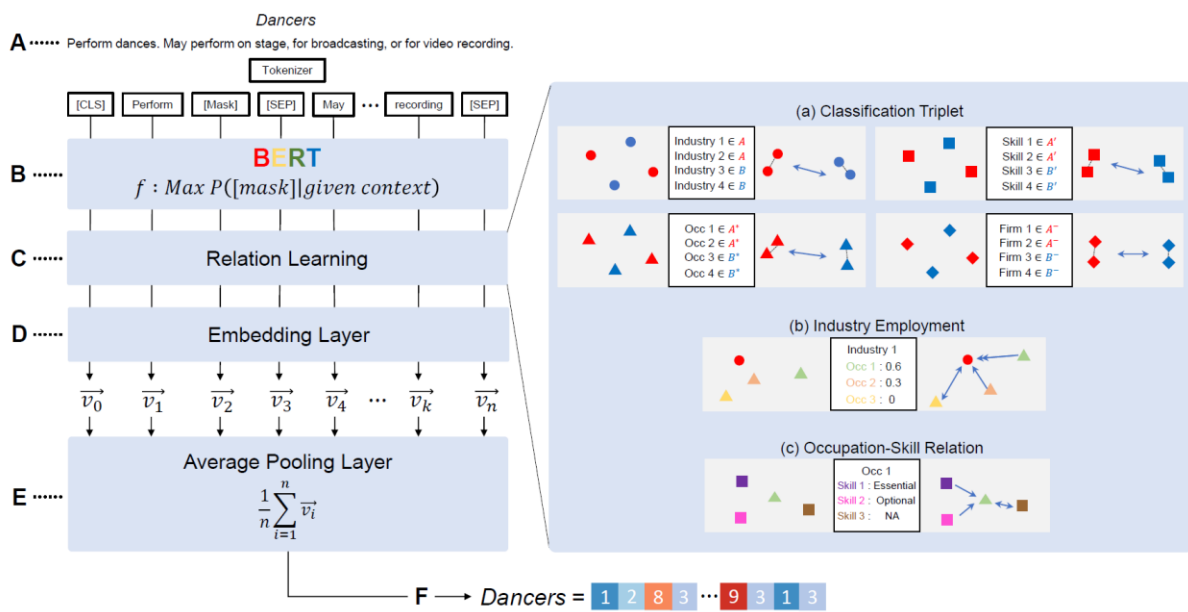 Dancers
A ······ Perform dances. May perform on stage, for broadcasting, or for video recording.
Tokenizer
[CLS] Perform [Mask] [SEP] May ··· recording [SEP]
B ······ BERT
f : Max P([mask]|given context)
C ······ Relation Learning
D ······ Embedding Layer
v₀ v₁ v₂ v₃ v₄ ··· vₖ vₙ
E ······ Average Pooling Layer
1/n ∑ᵢ₌₁ⁿ vᵢ
F Dancers = 1 2 8 3 ··· 9 3 1 3
(a) Classification Triplet
Industry 1 ∈ A
Industry 2 ∈ A
Industry 3 ∈ B
Industry 4 ∈ B
Skill 1 ∈ A′
Skill 2 ∈ A′
Skill 3 ∈ B′
Skill 4 ∈ B′
Occ 1 ∈ A*
Occ 2 ∈ A*
Occ 3 ∈ B*
Occ 4 ∈ B*
Firm 1 ∈ A⁻
Firm 2 ∈ A⁻
Firm 3 ∈ B⁻
Firm 4 ∈ B⁻
(b) Industry Employment
Industry 1
Occ 1 : 0.6
Occ 2 : 0.3
Occ 3 : 0
(c) Occupation-Skill Relation
Occ 1
Skill 1 : Essential
Skill 2 : Optional
Skill 3 : NA